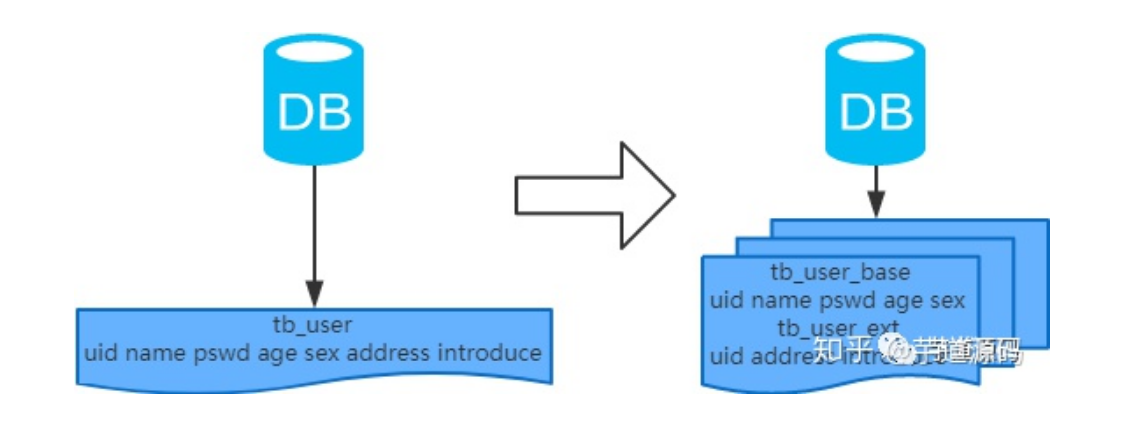 DB
tb_user
uid name pswd age sex address introduce
DB
tb_user_base
uid name pswd age sex
tb_user_ext
uid address
知乎 @芋道源码